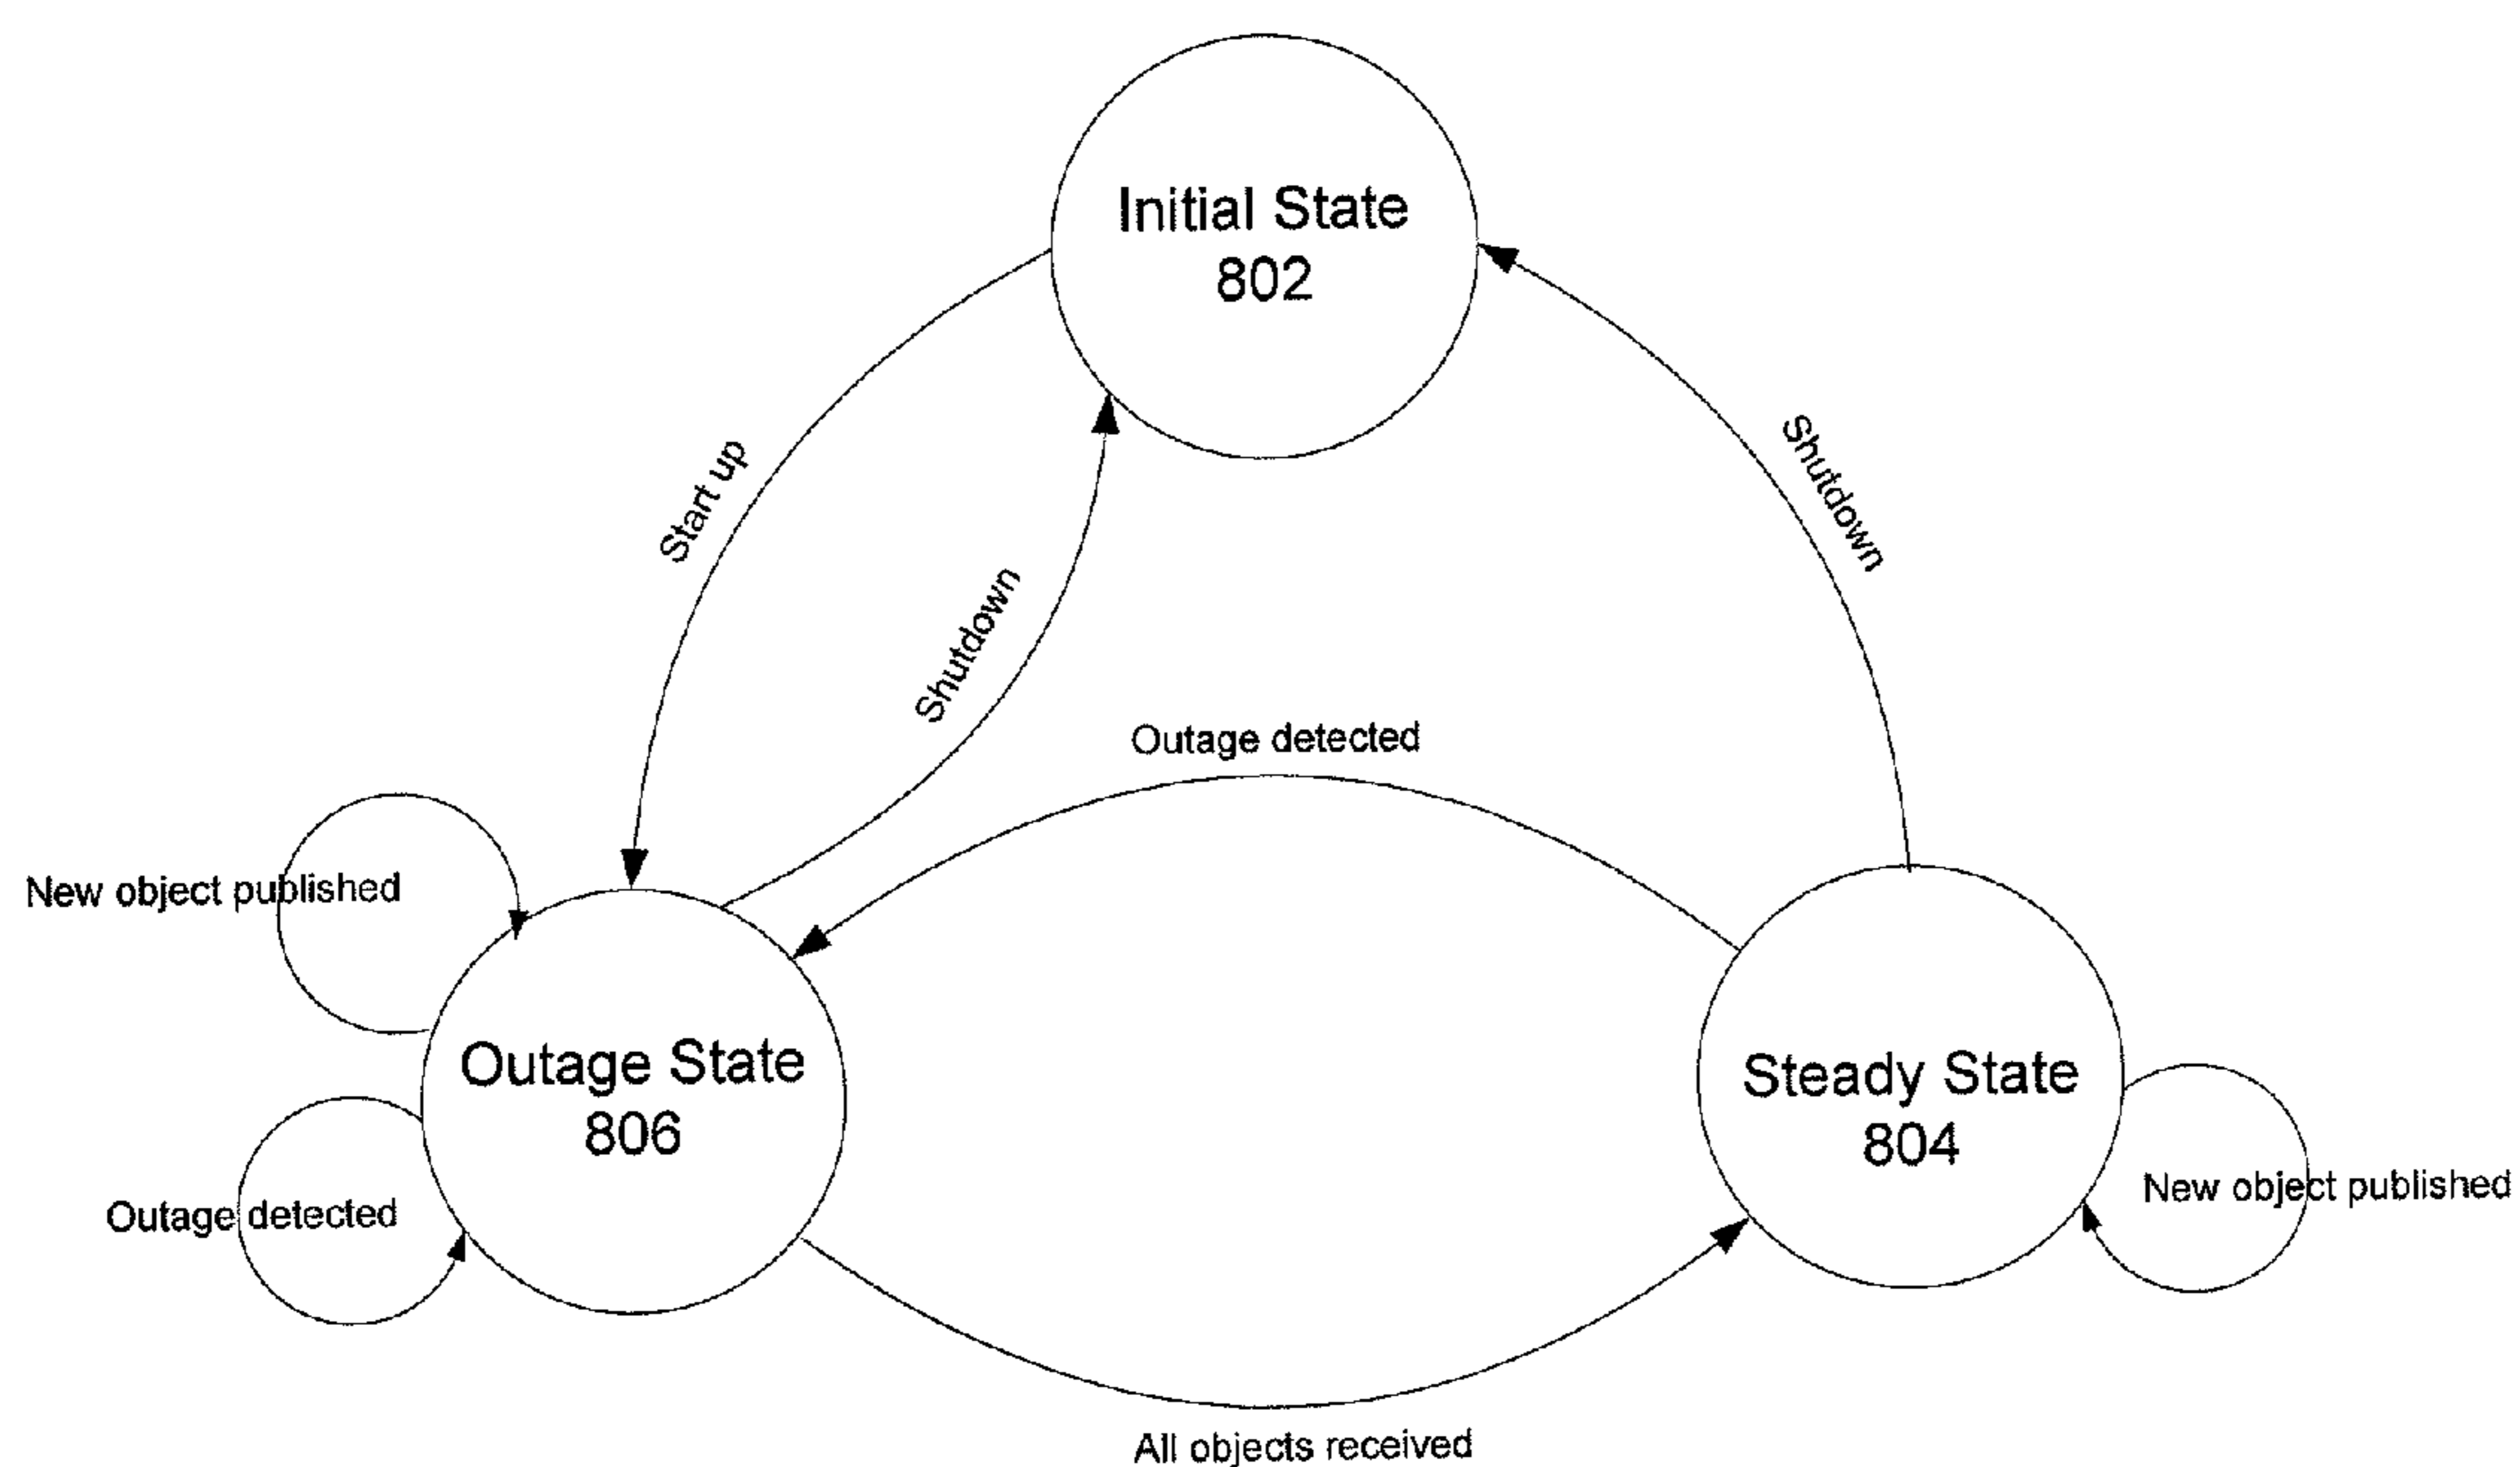 Initial State
802
Start up
Shutdown
Shutdown
Outage detected
New object published
Outage State
806
Steady State
804
Outage detected
New object published
All objects received